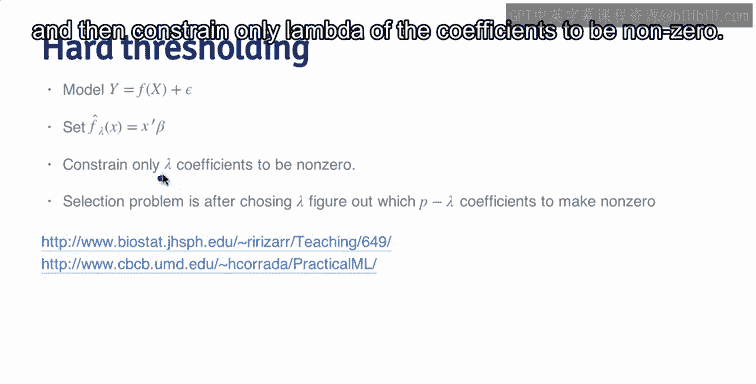 and then constrain only lambda of the coefficients to be non-zero.
Hard thresholding
· Model Y = f(X) + ϵ
· Set f̂_λ(x) = x′β
· Constrain only λ coefficients to be nonzero.
· Selection problem is after chosing λ figure out which p − λ coefficients to make nonzero
http://www.biostat.jhsph.edu/~ririzarr/Teaching/649/
http://www.cbcb.umd.edu/~hcorrada/PracticalML/